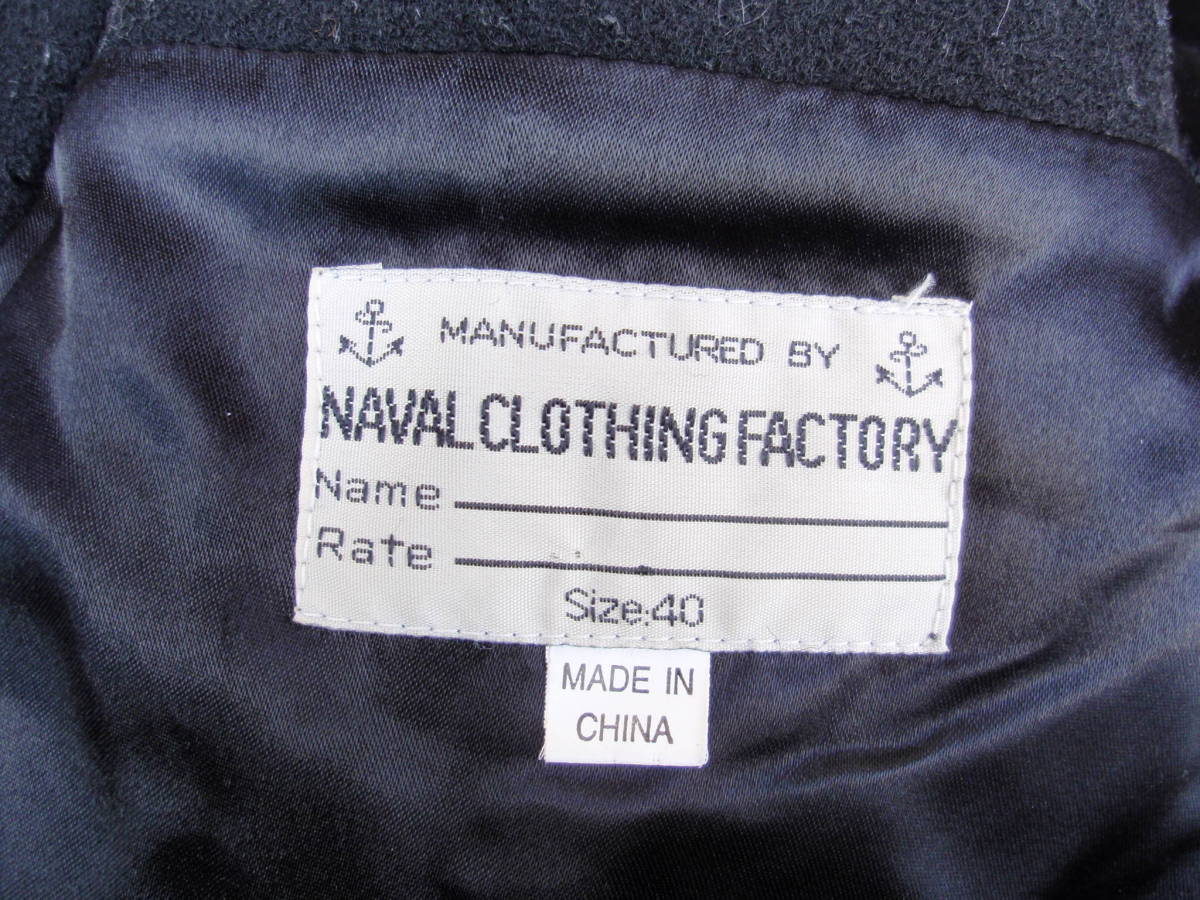 MANUFACTURED BY
NAVAL CLOTHING FACTORY
Name
Rate
Size:40
MADE IN
CHINA